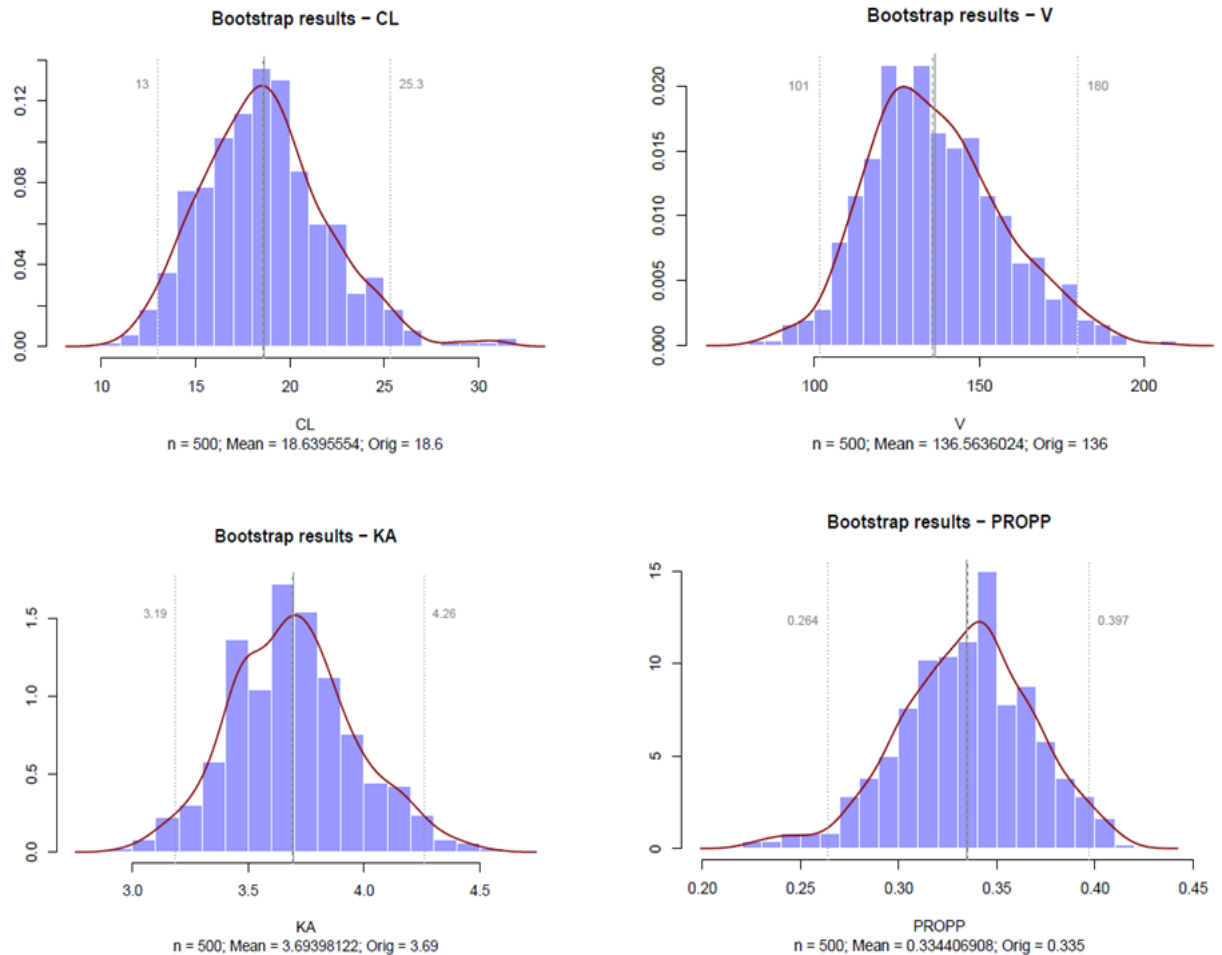 Bootstrap results − CL
13
25.3
0.12
0.08
0.04
0.00
10 15 20 25 30
CL
n = 500; Mean = 18.6395554; Orig = 18.6
Bootstrap results − V
101
180
0.020
0.015
0.010
0.005
0.000
100 150 200
V
n = 500; Mean = 136.5636024; Orig = 136
Bootstrap results − KA
3.19
4.26
1.5
1.0
0.5
0.0
3.0 3.5 4.0 4.5
KA
n = 500; Mean = 3.69398122; Orig = 3.69
Bootstrap results − PROPP
0.264
0.397
15
10
5
0
0.20 0.25 0.30 0.35 0.40 0.45
PROPP
n = 500; Mean = 0.334406908; Orig = 0.335